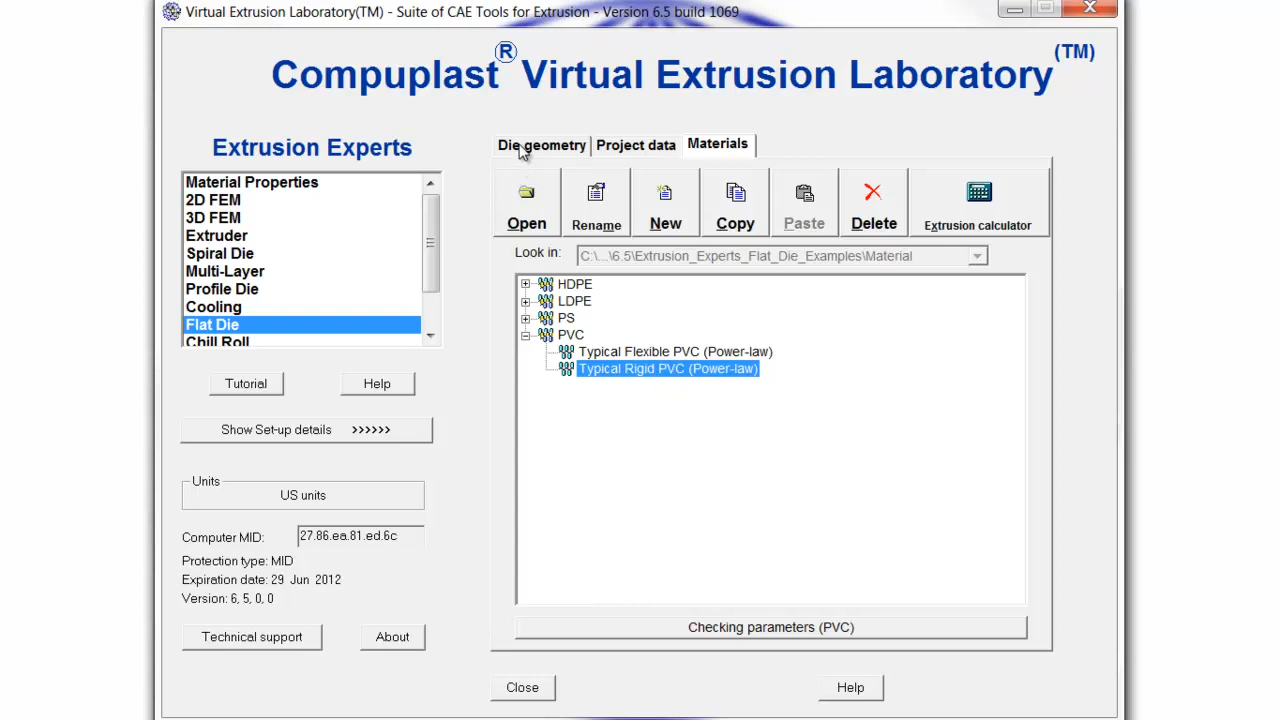 Virtual Extrusion Laboratory(TM) - Suite of CAE Tools for Extrusion - Version 6.5 build 1069
Compuplast® Virtual Extrusion Laboratory (TM)
Extrusion Experts
Material Properties
2D FEM
3D FEM
Extruder
Spiral Die
Multi-Layer
Profile Die
Cooling
Flat Die
Chill Roll
Tutorial
Help
Show Set-up details >>>>>>
Units
US units
Computer MID: 27.86.ea.81.ed.6c
Protection type: MID
Expiration date: 29 Jun 2012
Version: 6, 5, 0, 0
Technical support
About
Die geometry
Project data
Materials
Open
Rename
New
Copy
Paste
Delete
Extrusion calculator
Look in: C:\...\6.5\Extrusion_Experts_Flat_Die_Examples\Material
HDPE
LDPE
PS
PVC
Typical Flexible PVC (Power-law)
Typical Rigid PVC (Power-law)
Checking parameters (PVC)
Close
Help